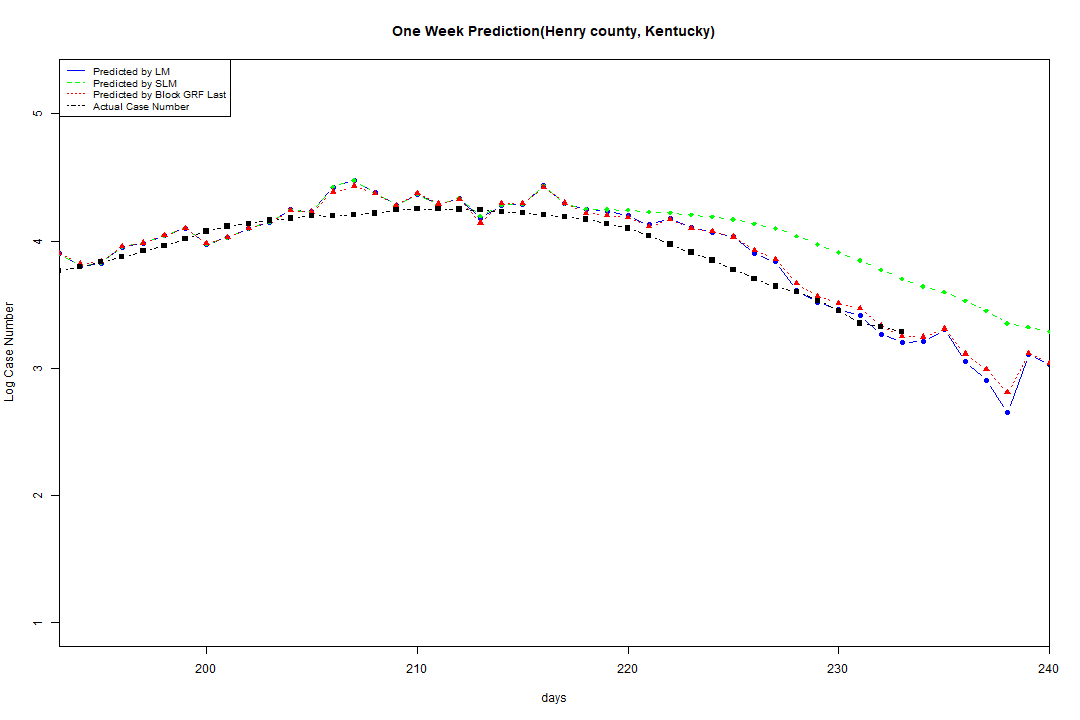 One Week Prediction(Henry county, Kentucky)
Predicted by LM
Predicted by SLM
Predicted by Block GRF Last
Actual Case Number
5
4
3
2
1
Log Case Number
200 210 220 230 240
days